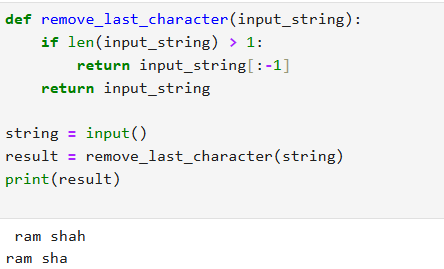 def remove_last_character(input_string):
    if len(input_string) > 1:
        return input_string[:-1]
    return input_string

string = input()
result = remove_last_character(string)
print(result)

 ram shah
ram sha